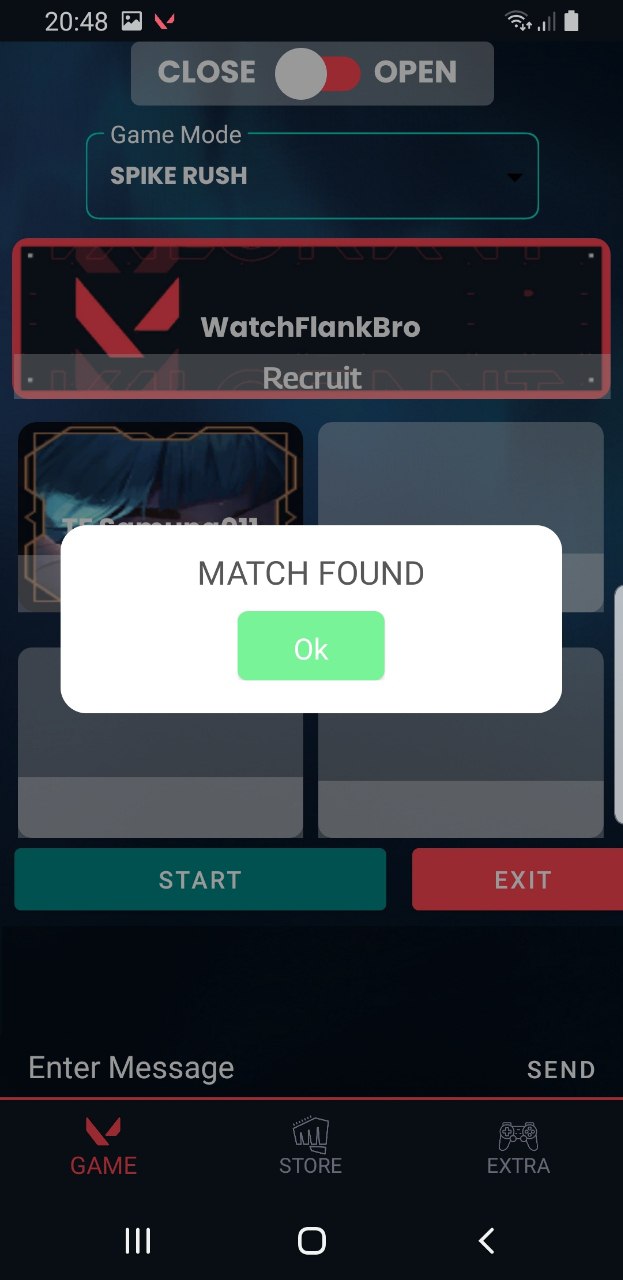 20:48
CLOSE OPEN
Game Mode
SPIKE RUSH
WatchFlankBro
Recruit
MATCH FOUND
Ok
START EXIT
Enter Message SEND
GAME STORE EXTRA